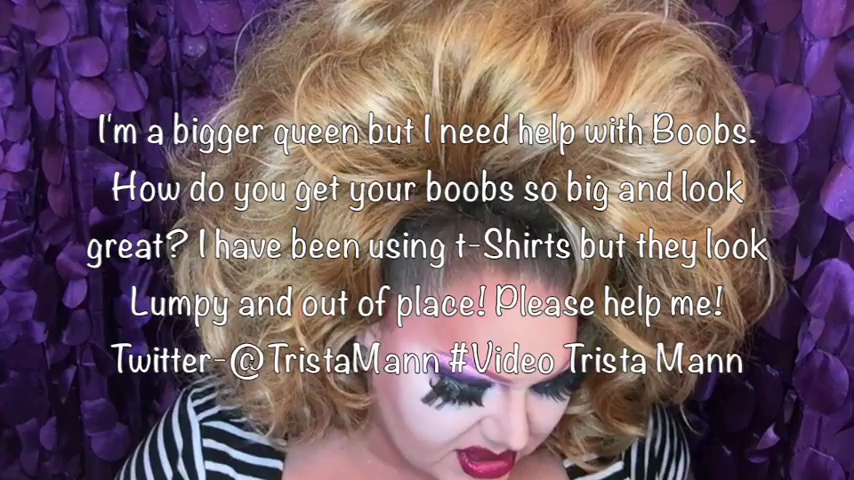 I'm a bigger queen but I need help with Boobs.
How do you get your boobs so big and look
great? I have been using t-Shirts but they look
Lumpy and out of place! Please help me!
Twitter-@TristaMann #Video Trista Mann